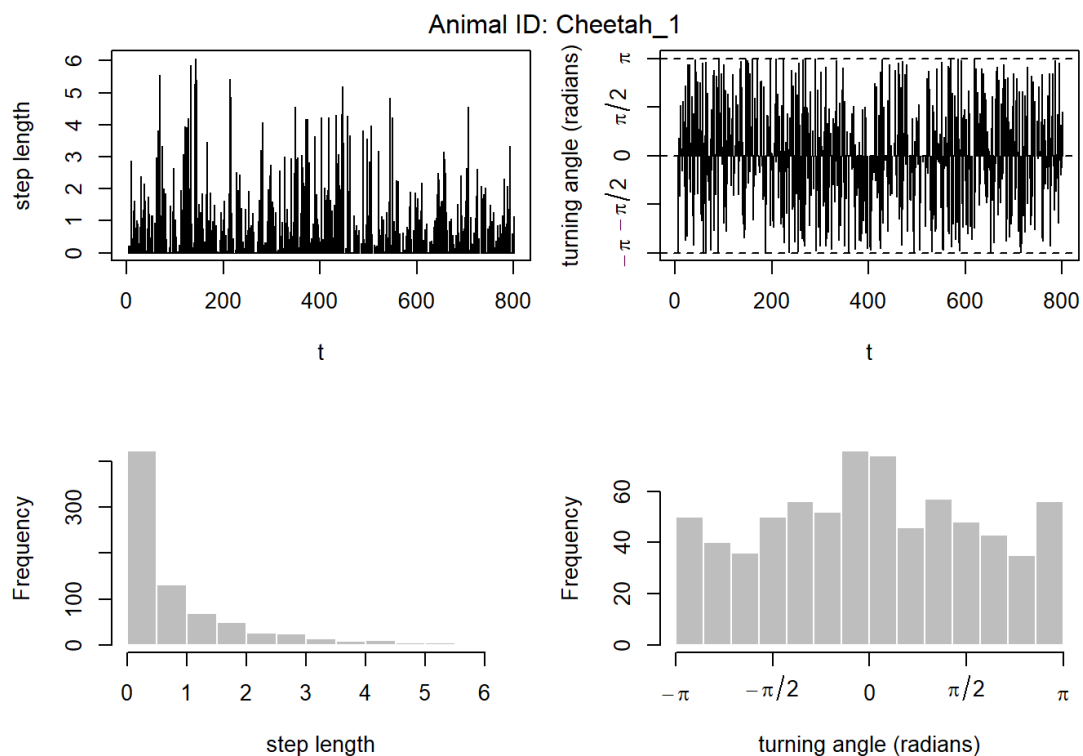 Animal ID: Cheetah_1
step length
6
5
4
3
2
1
0
0 200 400 600 800
t
turning angle (radians)
π
π/2
0
−π/2
−π
0 200 400 600 800
t
Frequency
300
100
0
0 1 2 3 4 5 6
step length
Frequency
60
40
20
0
−π −π/2 0 π/2 π
turning angle (radians)